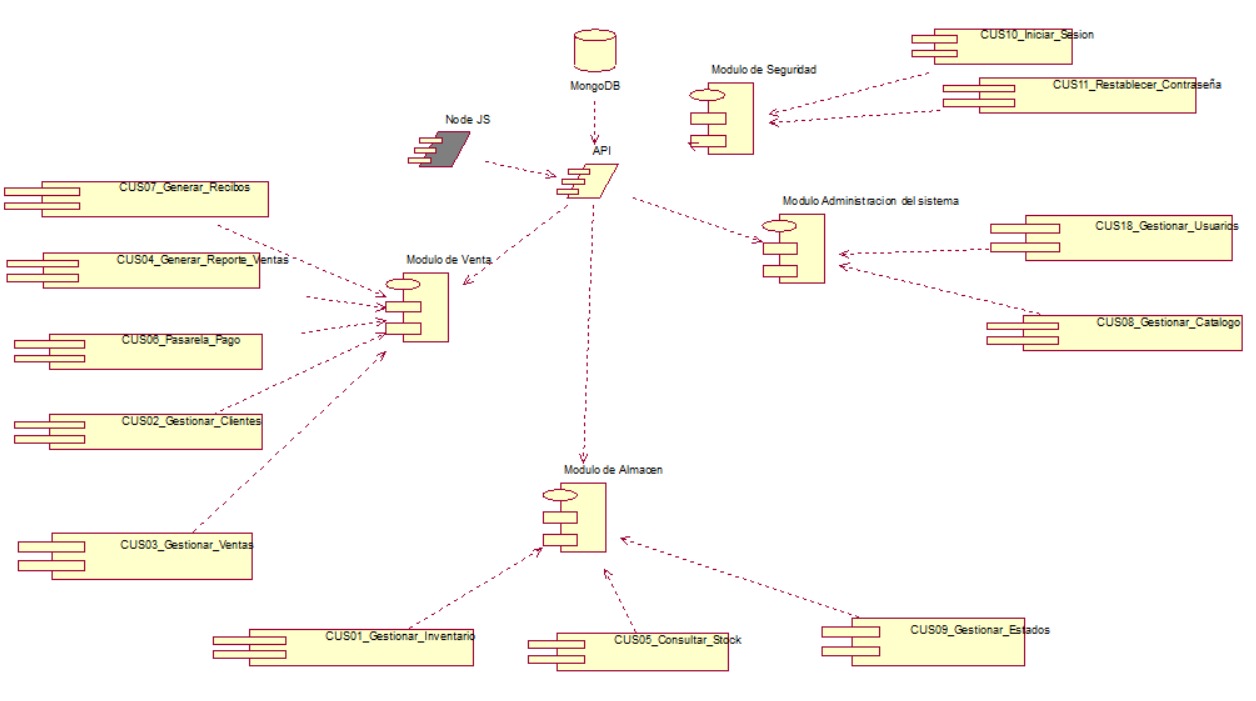 CUS10_Iniciar_Sesion
Modulo de Seguridad
MongoDB
CUS11_Restablecer_Contraseña
Node JS
API
CUS07_Generar_Recibos
Modulo Administracion del sistema
CUS18_Gestionar_Usuarios
CUS04_Generar_Reporte_Ventas
Modulo de Venta
CUS06_Pasarela_Pago
CUS08_Gestionar_Catalogo
CUS02_Gestionar_Clientes
Modulo de Almacen
CUS03_Gestionar_Ventas
CUS01_Gestionar_Inventario
CUS05_Consultar_Stock
CUS09_Gestionar_Estados